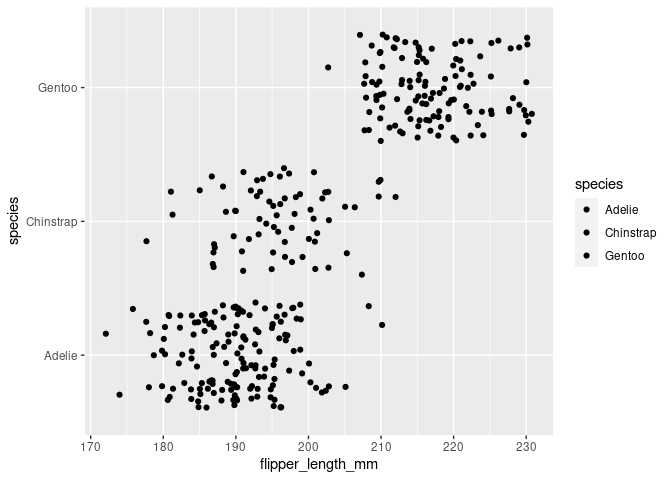 Gentoo
Chinstrap
Adelie
species
170 180 190 200 210 220 230
flipper_length_mm
species
Adelie
Chinstrap
Gentoo